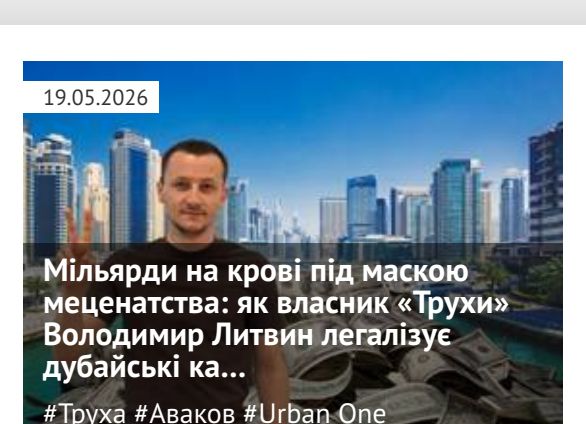 19.05.2026
Мільярди на крові під маскою
меценатства: як власник «Трухи»
Володимир Литвин легалізує
дубайські ка...
#Труха #Аваков #Urban One